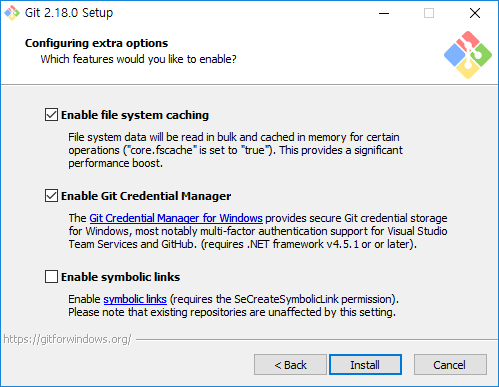 Git 2.18.0 Setup
Configuring extra options
Which features would you like to enable?
Enable file system caching
File system data will be read in bulk and cached in memory for certain
operations ("core.fscache" is set to "true"). This provides a significant
performance boost.
Enable Git Credential Manager
The Git Credential Manager for Windows provides secure Git credential storage
for Windows, most notably multi-factor authentication support for Visual Studio
Team Services and GitHub. (requires .NET framework v4.5.1 or or later).
Enable symbolic links
Enable symbolic links (requires the SeCreateSymbolicLink permission).
Please note that existing repositories are unaffected by this setting.
https://gitforwindows.org/
< Back
Install
Cancel